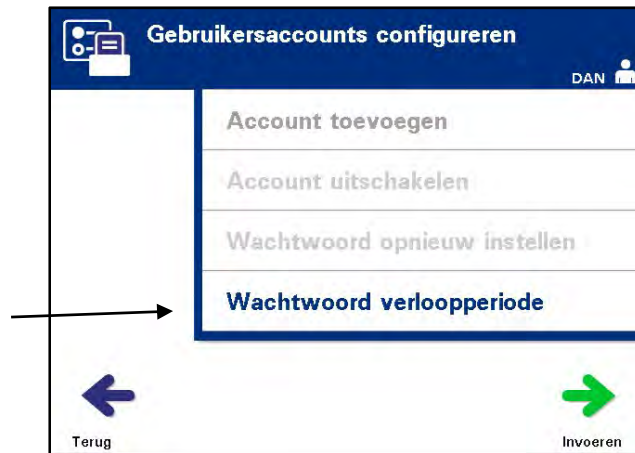 Gebruikersaccounts configureren
DAN
Account toevoegen
Account uitschakelen
Wachtwoord opnieuw instellen
Wachtwoord verloopperiode
Terug
Invoeren